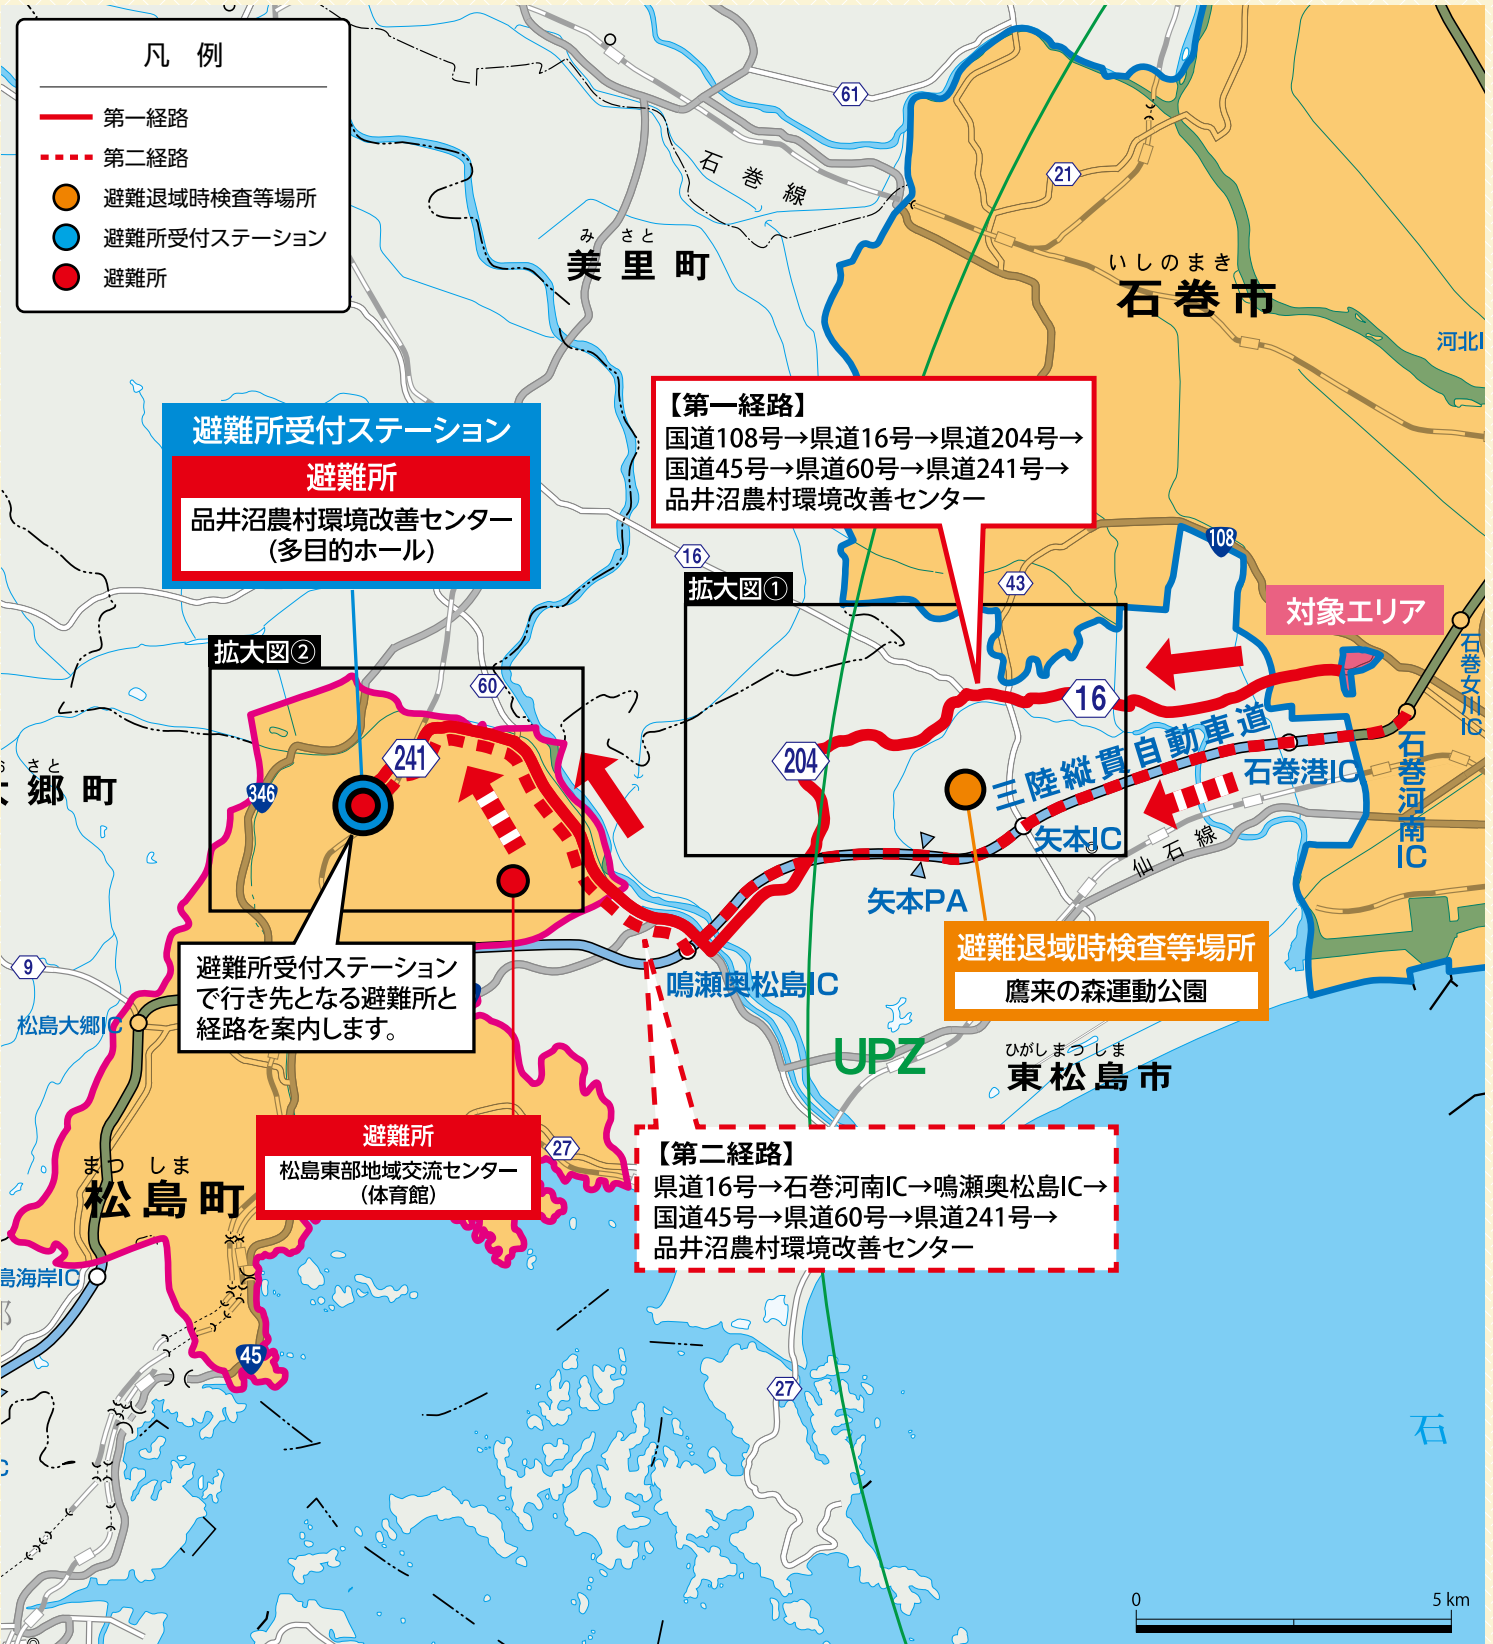 凡 例
第一経路
第二経路
避難退域時検査等場所
避難所受付ステーション
避難所
61
石巻線
21
みさと
美里町
いしのまき
石巻市
河北I
避難所受付ステーション
避難所
品井沼農村環境改善センター
(多目的ホール)
【第一経路】
国道108号→県道16号→県道204号→
国道45号→県道60号→県道241号→
品井沼農村環境改善センター
16
108
43
拡大図①
対象エリア
拡大図②
60
石巻女川IC
16
241
204
三陸縦貫自動車道
石巻港IC
石巻河南IC
さと
郷町
346
矢本IC
仙石線
矢本PA
避難退域時検査等場所
鷹来の森運動公園
9
避難所受付ステーション
で行き先となる避難所と
経路を案内します。
鳴瀬奥松島IC
松島大郷IC
UPZ
ひがしまつしま
東松島市
避難所
松島東部地域交流センター
(体育館)
27
まつしま
松島町
【第二経路】
県道16号→石巻河南IC→鳴瀬奥松島IC→
国道45号→県道60号→県道241号→
品井沼農村環境改善センター
島海岸IC
45
27
石
0
5 km